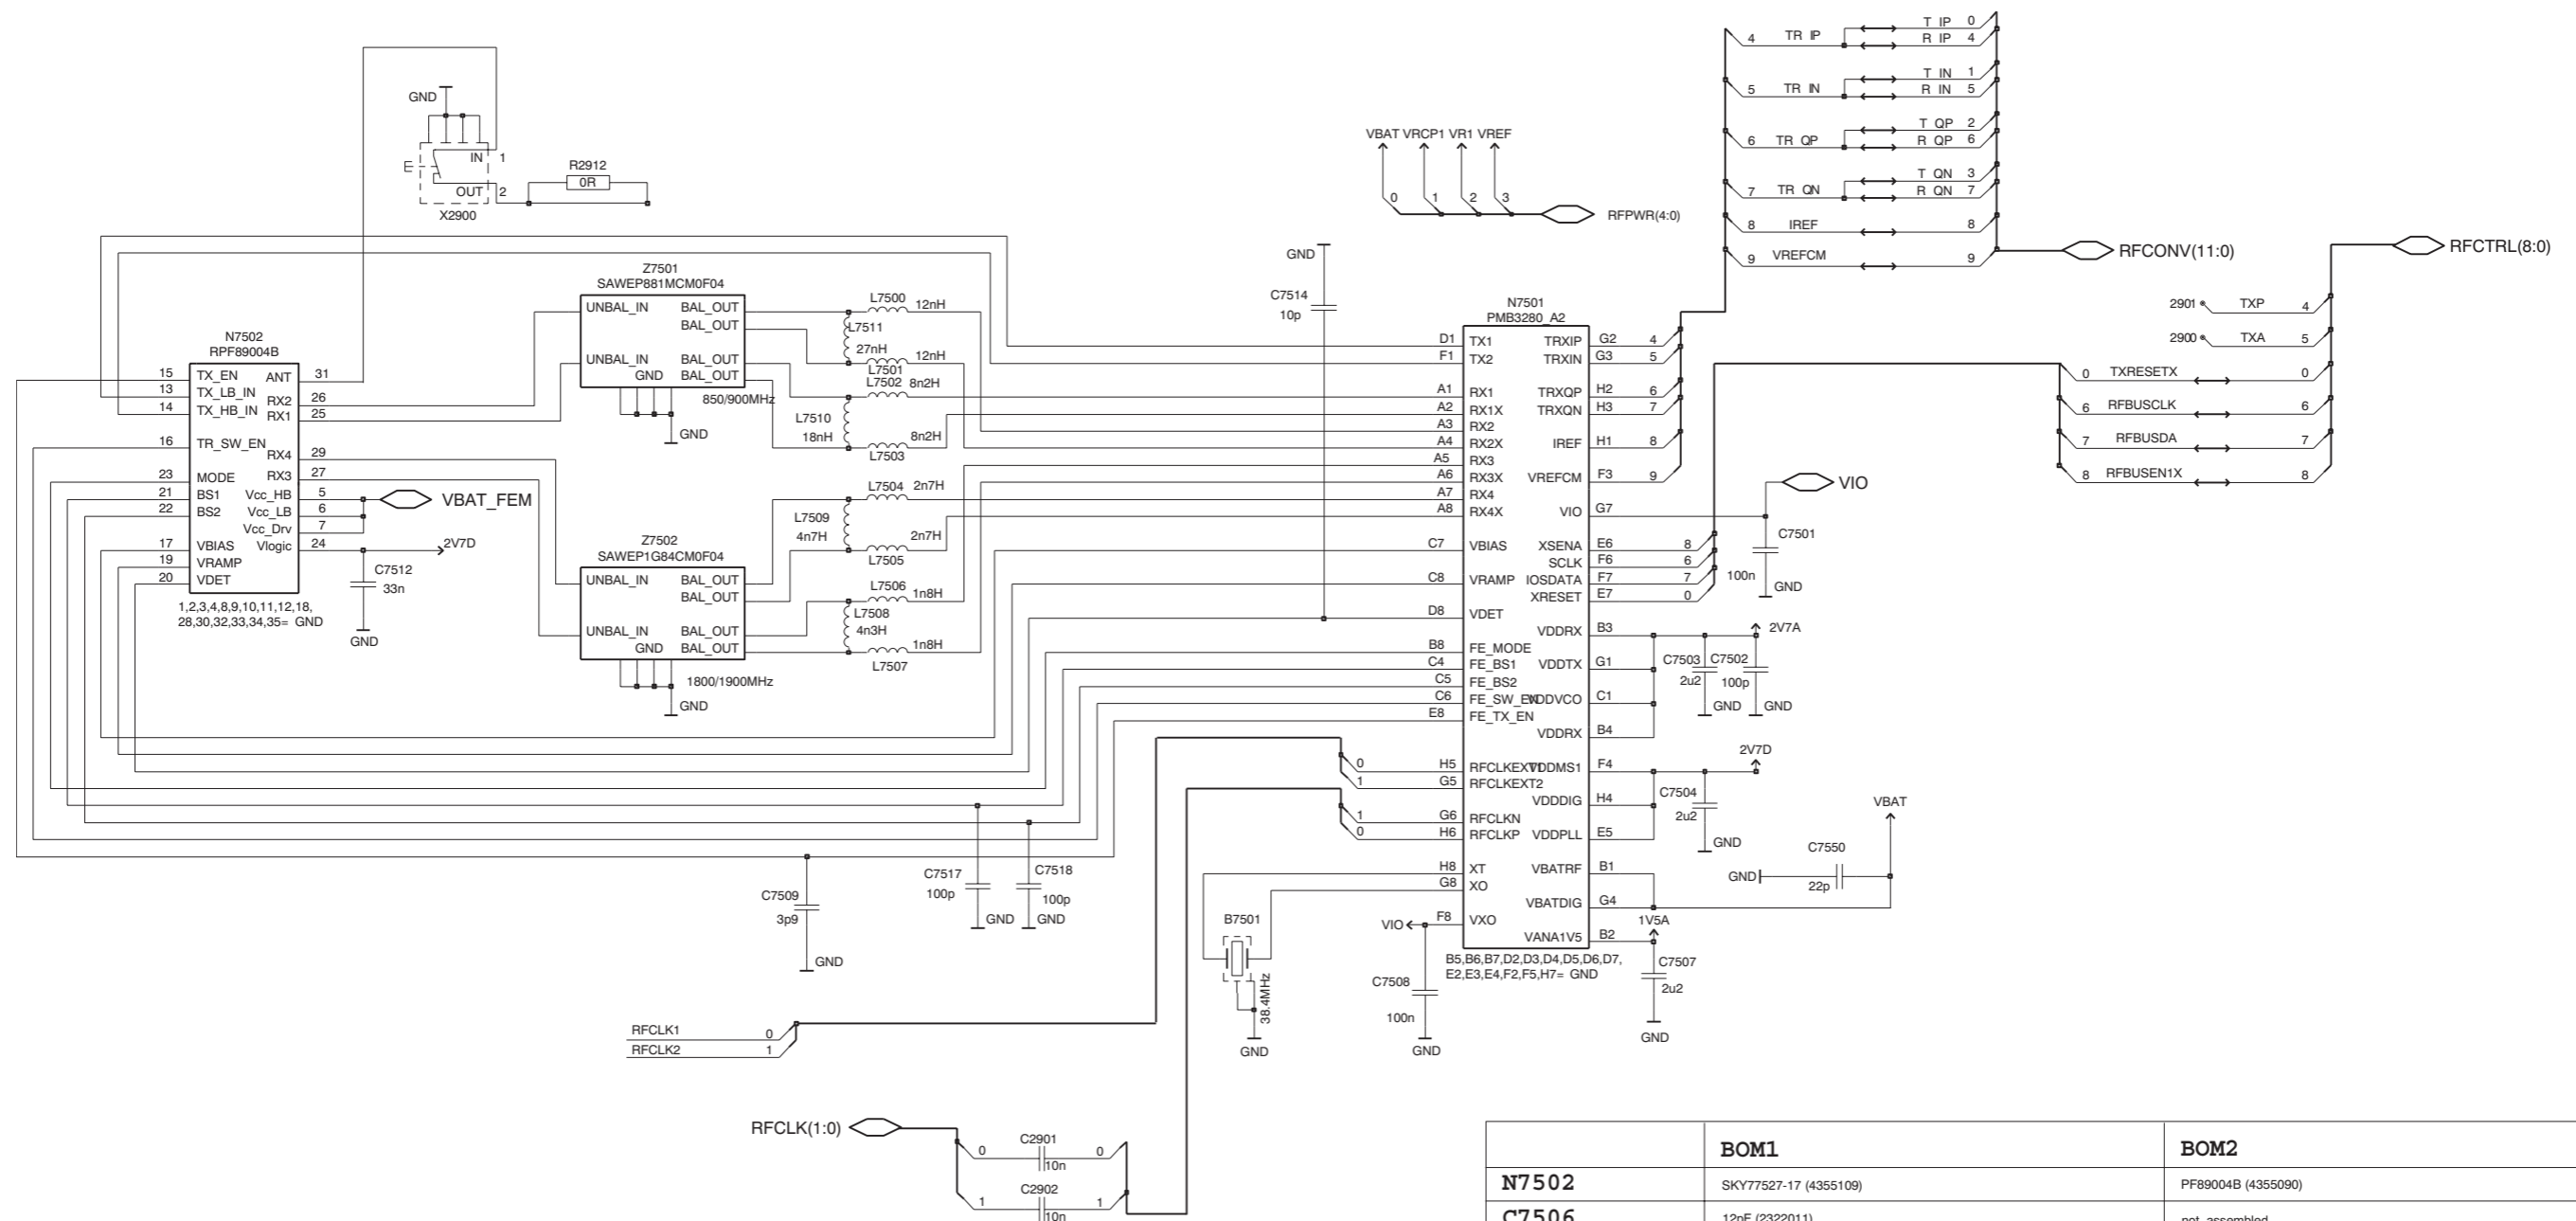 GND
IN 1
OUT 2
X2900
R2912
0R
VBAT VRCP1 VR1 VREF
0 1 2 3
RFPWR(4:0)
4 TR IP
T IP 0
R IP 4
5 TR IN
T IN 1
R IN 5
6 TR QP
T QP 2
R QP 6
7 TR QN
T QN 3
R QN 7
8 IREF 8
9 VREFCM 9
RFCONV(11:0)
RFCTRL(8:0)
2901 TXP 4
2900 TXA 5
0 TXRESETX 0
6 RFBUSCLK 6
7 RFBUSDA 7
8 RFBUSEN1X 8
N7502
RPF89004B
15 TX_EN
13 TX_LB_IN
14 TX_HB_IN
16 TR_SW_EN
23 MODE
21 BS1
22 BS2
17 VBIAS
19 VRAMP
20 VDET
ANT 31
RX2 26
RX1 25
RX4 29
RX3 27
Vcc_HB 5
Vcc_LB 6
Vcc_Drv 7
Vlogic 24
1,2,3,4,8,9,10,11,12,18,
28,30,32,33,34,35= GND
VBAT_FEM
2V7D
C7512
33n
GND
Z7501
SAWEP881MCM0F04
UNBAL_IN BAL_OUT
BAL_OUT
UNBAL_IN BAL_OUT
GND BAL_OUT
850/900MHz
GND
Z7502
SAWEP1G84CM0F04
UNBAL_IN BAL_OUT
BAL_OUT
UNBAL_IN BAL_OUT
GND BAL_OUT
1800/1900MHz
GND
L7500 12nH
L7511
27nH
12nH
L7501
L7502 8n2H
L7510
18nH
8n2H
L7503
L7504 2n7H
L7509
4n7H
2n7H
L7505
L7506
1n8H
L7508
4n3H
1n8H
L7507
GND
C7514
10p
N7501
PMB3280_A2
D1 TX1
F1 TX2
A1 RX1
A2 RX1X
A3 RX2
A4 RX2X
A5 RX3
A6 RX3X
A7 RX4
A8 RX4X
C7 VBIAS
C8 VRAMP
D8 VDET
B8 FE_MODE
C4 FE_BS1
C5 FE_BS2
C6 FE_SW_EN
E8 FE_TX_EN
0 H5 RFCLKEXT1
1 G5 RFCLKEXT2
1 G6 RFCLKN
0 H6 RFCLKP
H8 XT
G8 XO
F8 VXO
TRXIP G2 4
TRXIN G3 5
TRXQP H2 6
TRXQN H3 7
IREF H1 8
VREFCM F3 9
VIO G7
XSENA E6 8
SCLK F6 6
IOSDATA F7 7
XRESET E7 0
VDDRX B3
VDDTX G1
VDDVCO C1
VDDRX B4
VDDMS1 F4
VDDDIG H4
VDDPLL E5
VBATRF B1
VBATDIG G4
VANA1V5 B2
B5,B6,B7,D2,D3,D4,D5,D6,D7,
E2,E3,E4,F2,F5,H7= GND
VIO
C7501
100n
GND
2V7A
C7503 C7502
2u2 100p
GND GND
2V7D
C7504
2u2
GND
VBAT
C7550
GND
22p
1V5A
C7507
2u2
GND
C7509
3p9
GND
C7517
100p
GND
C7518
100p
GND
B7501
38.4MHz
GND
VIO
C7508
100n
GND
RFCLK1 0
RFCLK2 1
RFCLK(1:0)
0 C2901 0
10n
1 C2902 1
10n
BOM1 BOM2
N7502 SKY77527-17 (4355109) PF89004B (4355090)
C7506 12pF (2322011) not assembled